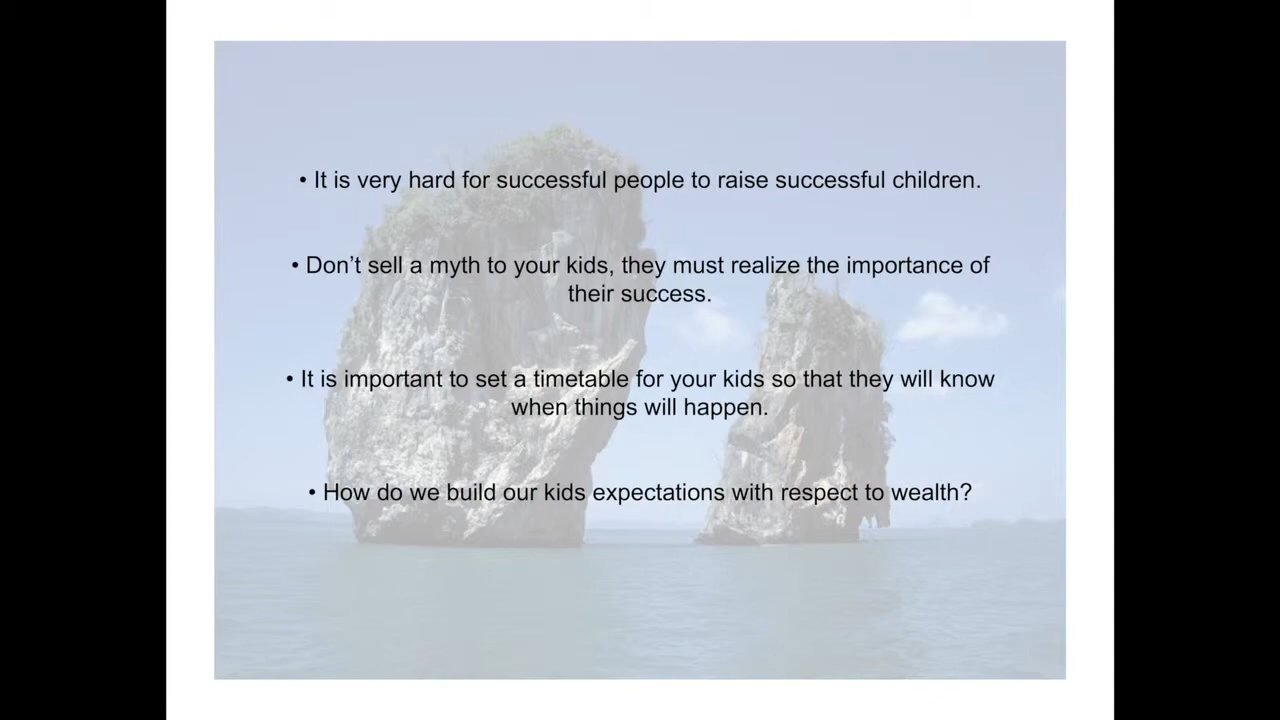 • It is very hard for successful people to raise successful children.
• Don’t sell a myth to your kids, they must realize the importance of
their success.
• It is important to set a timetable for your kids so that they will know
when things will happen.
• How do we build our kids expectations with respect to wealth?